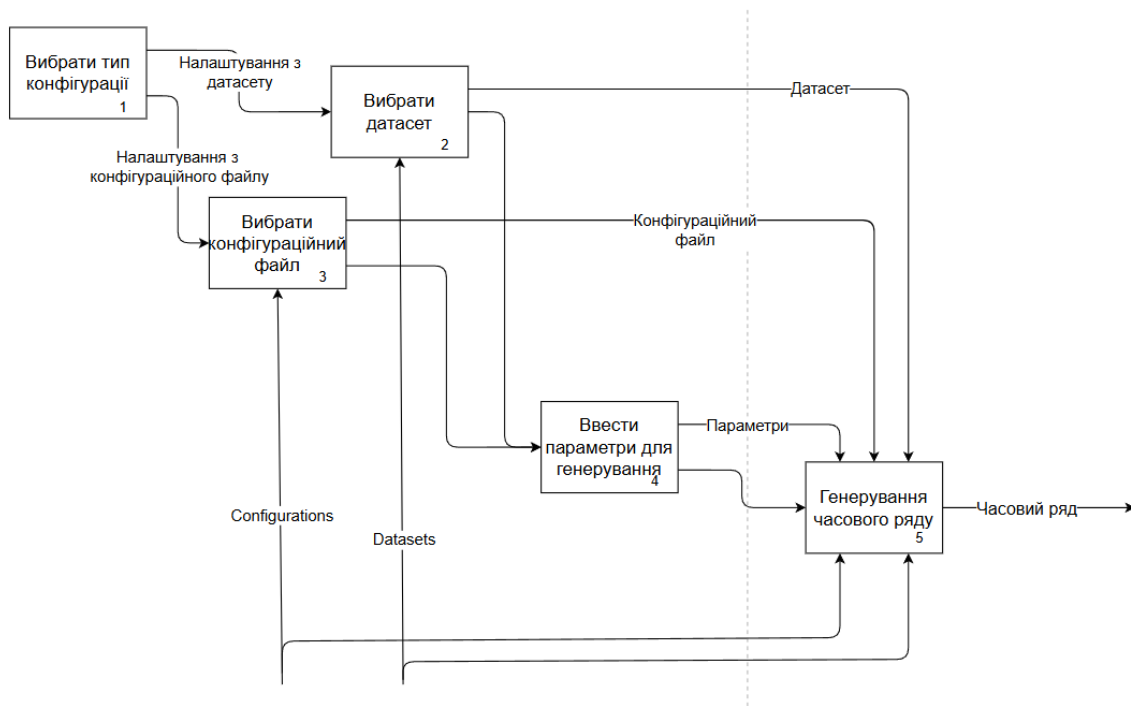 Вибрати тип
конфігурації
1
Налаштування з
датасету
Вибрати
датасет
2
Датасет
Налаштування з
конфігураційного файлу
Вибрати
конфігураційний
файл
3
Конфігураційний
файл
Ввести
параметри для
генерування
4
Параметри
Генерування
часового ряду
5
Часовий ряд
Configurations
Datasets